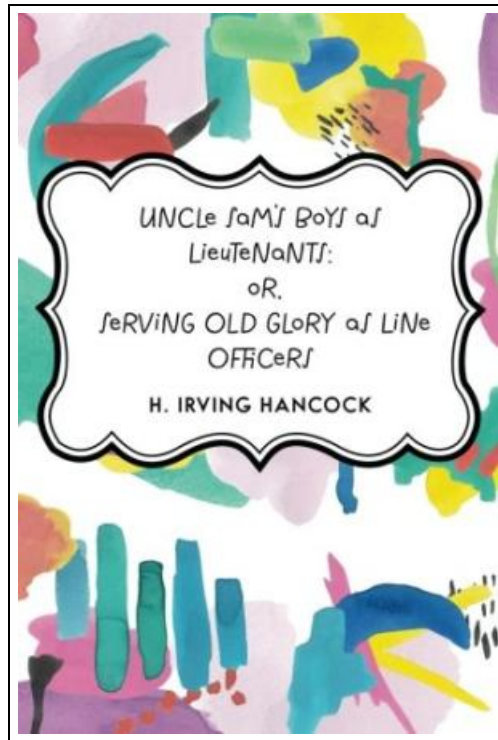 UNCLe SaM'S BoYS aS
LieuTeNaNTS:
oR,
SeRViNG OLD GLoRY aS LiNe
OFFiCeRS
H. IRVING HANCOCK